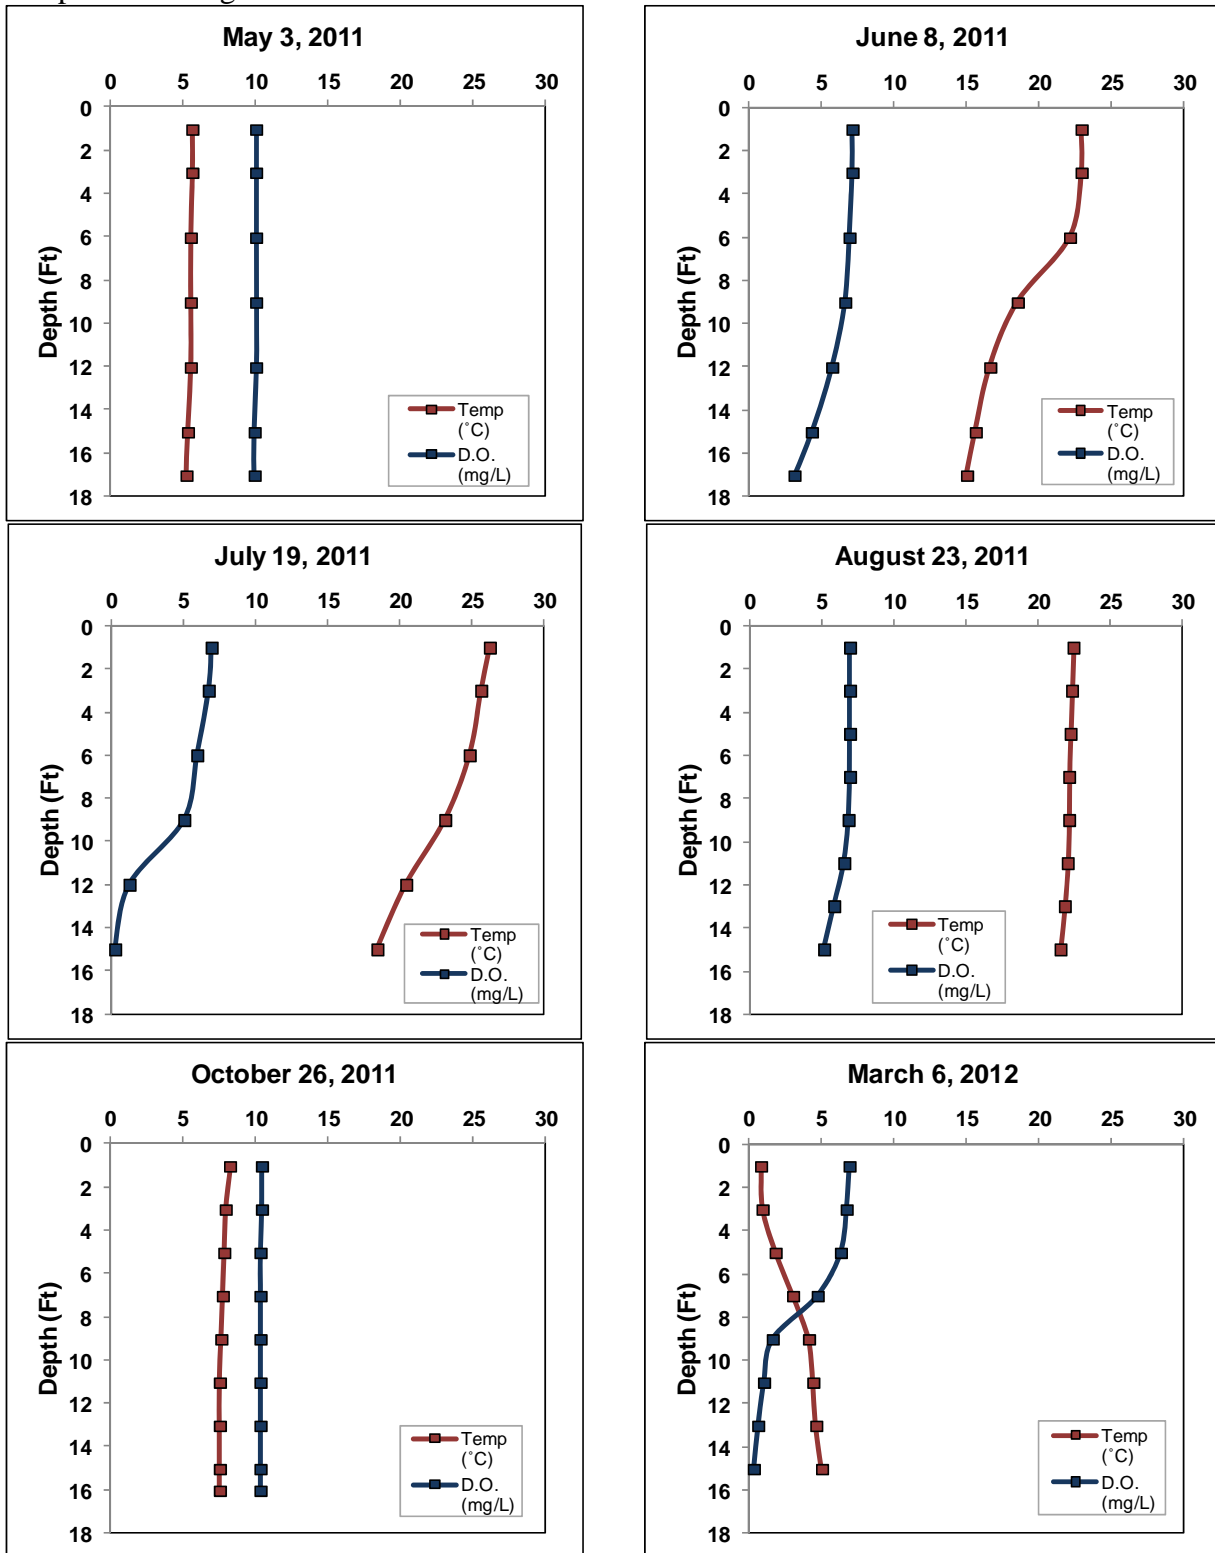 May 3, 2011
0 5 10 15 20 25 30
0
2
4
6
8
10
12
14
16
18
Depth (Ft)
Temp
(˚C)
D.O.
(mg/L)
June 8, 2011
0 5 10 15 20 25 30
0
2
4
6
8
10
12
14
16
18
Depth (Ft)
Temp
(˚C)
D.O.
(mg/L)
July 19, 2011
0 5 10 15 20 25 30
0
2
4
6
8
10
12
14
16
18
Depth (Ft)
Temp
(˚C)
D.O.
(mg/L)
August 23, 2011
0 5 10 15 20 25 30
0
2
4
6
8
10
12
14
16
18
Depth (Ft)
Temp
(˚C)
D.O.
(mg/L)
October 26, 2011
0 5 10 15 20 25 30
0
2
4
6
8
10
12
14
16
18
Depth (Ft)
Temp
(˚C)
D.O.
(mg/L)
March 6, 2012
0 5 10 15 20 25 30
0
2
4
6
8
10
12
14
16
18
Depth (Ft)
Temp
(˚C)
D.O.
(mg/L)